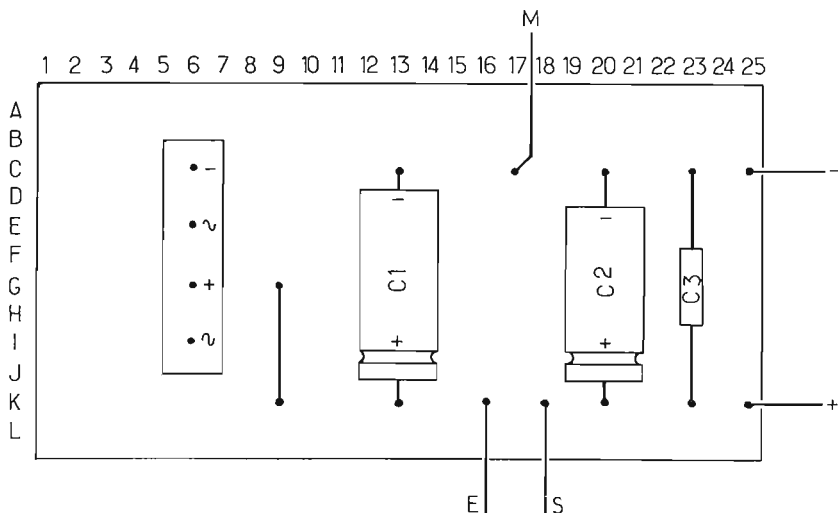 M
1 2 3 4 5 6 7 8 9 10 11 12 13 14 15 16 17 18 19 20 21 22 23 24 25
A
B
C
D
E
F
G
H
I
J
K
L
-
~
+
~
-
C1
+
-
C2
+
C3
-
+
E
S